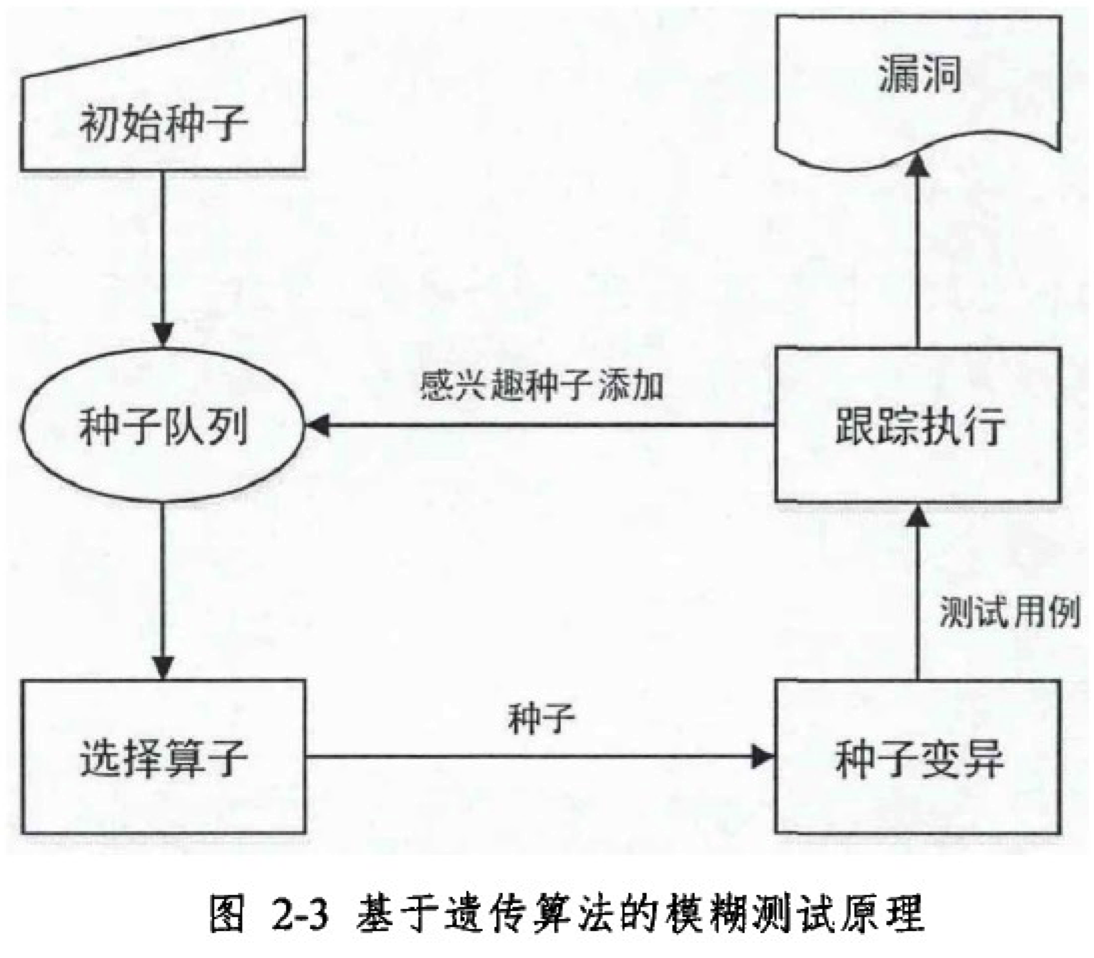 初始种子
漏洞
感兴趣种子添加
种子队列
跟踪执行
测试用例
种子
选择算子
种子变异
图 2-3 基于遗传算法的模糊测试原理